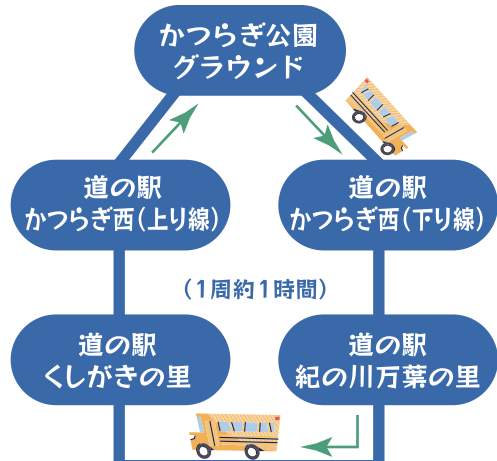 かつらぎ公園
グラウンド
道の駅
かつらぎ西(上り線)
道の駅
かつらぎ西(下り線)
(1周約1時間)
道の駅
くしがきの里
道の駅
紀の川万葉の里